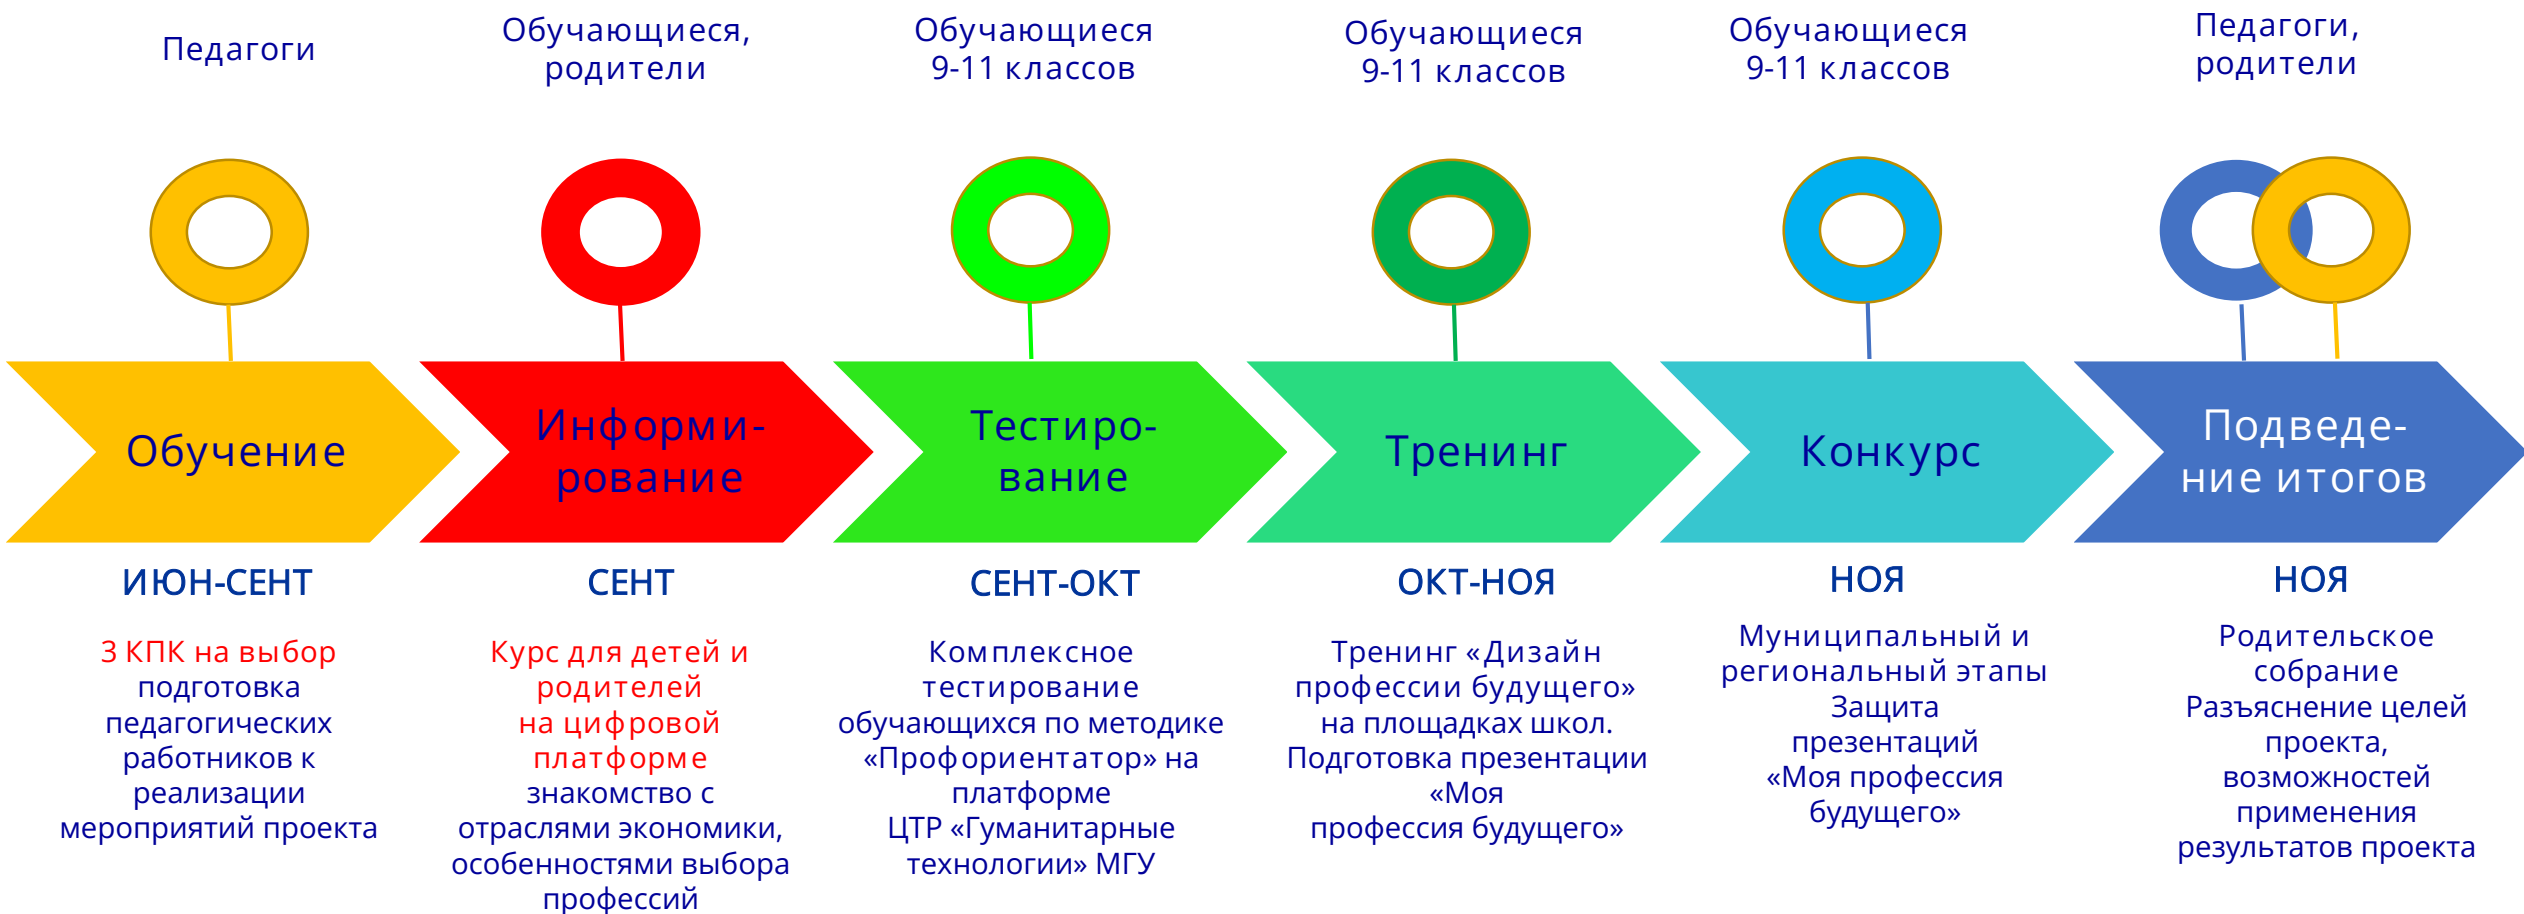 Педагоги
Обучающиеся,
родители
Обучающиеся
9-11 классов
Обучающиеся
9-11 классов
Обучающиеся
9-11 классов
Педагоги,
родители
Обучение
Информи-
рование
Тестиро-
вание
Тренинг
Конкурс
Подведе-
ние итогов
ИЮН-СЕНТ
СЕНТ
СЕНТ-ОКТ
ОКТ-НОЯ
НОЯ
НОЯ
3 КПК на выбор
подготовка
педагогических
работников к
реализации
мероприятий проекта
Курс для детей и
родителей
на цифровой
платформе
знакомство с
отраслями экономики,
особенностями выбора
профессий
Комплексное
тестирование
обучающихся по методике
«Профориентатор» на
платформе
ЦТР «Гуманитарные
технологии» МГУ
Тренинг «Дизайн
профессии будущего»
на площадках школ.
Подготовка презентации
«Моя
профессия будущего»
Муниципальный и
региональный этапы
Защита
презентаций
«Моя профессия
будущего»
Родительское
собрание
Разъяснение целей
проекта,
возможностей
применения
результатов проекта